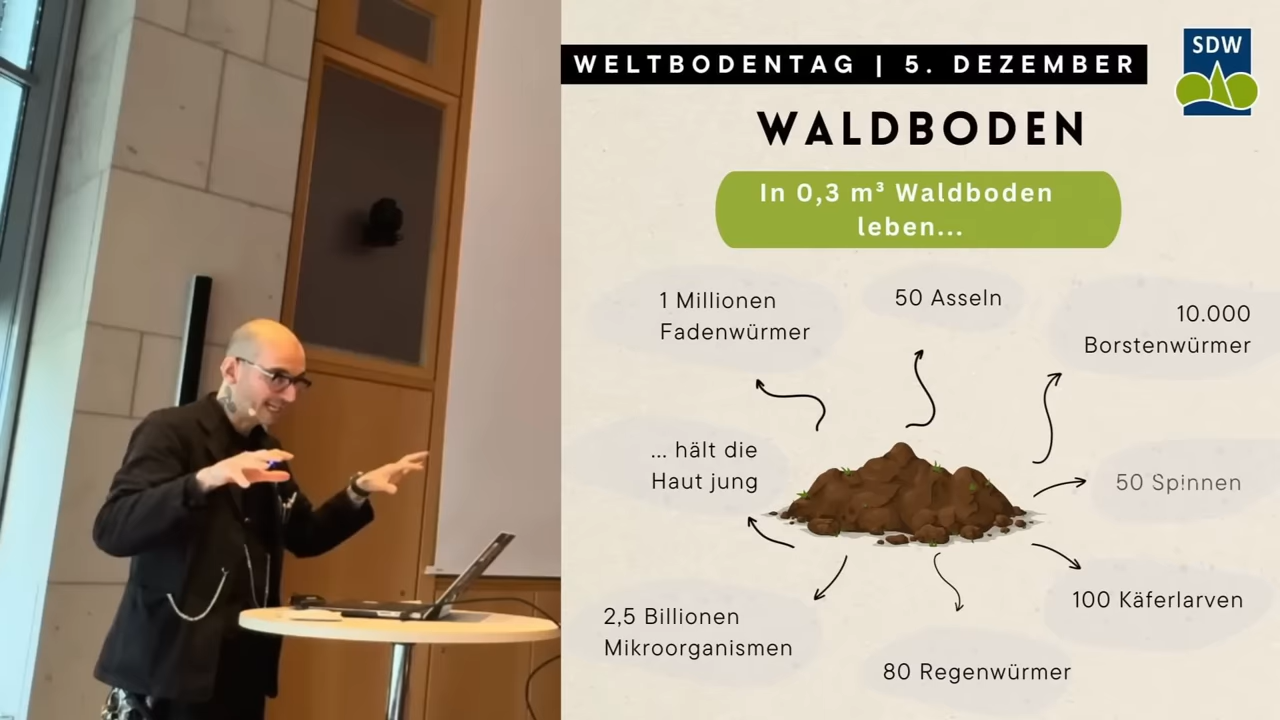 SDW
WELTBODENTAG | 5. DEZEMBER
WALDBODEN
In 0,3 m³ Waldboden
leben...
1 Millionen
Fadenwürmer
50 Asseln
10.000
Borstenwürmer
... hält die
Haut jung
50 Spinnen
2,5 Billionen
Mikroorganismen
100 Käferlarven
80 Regenwürmer